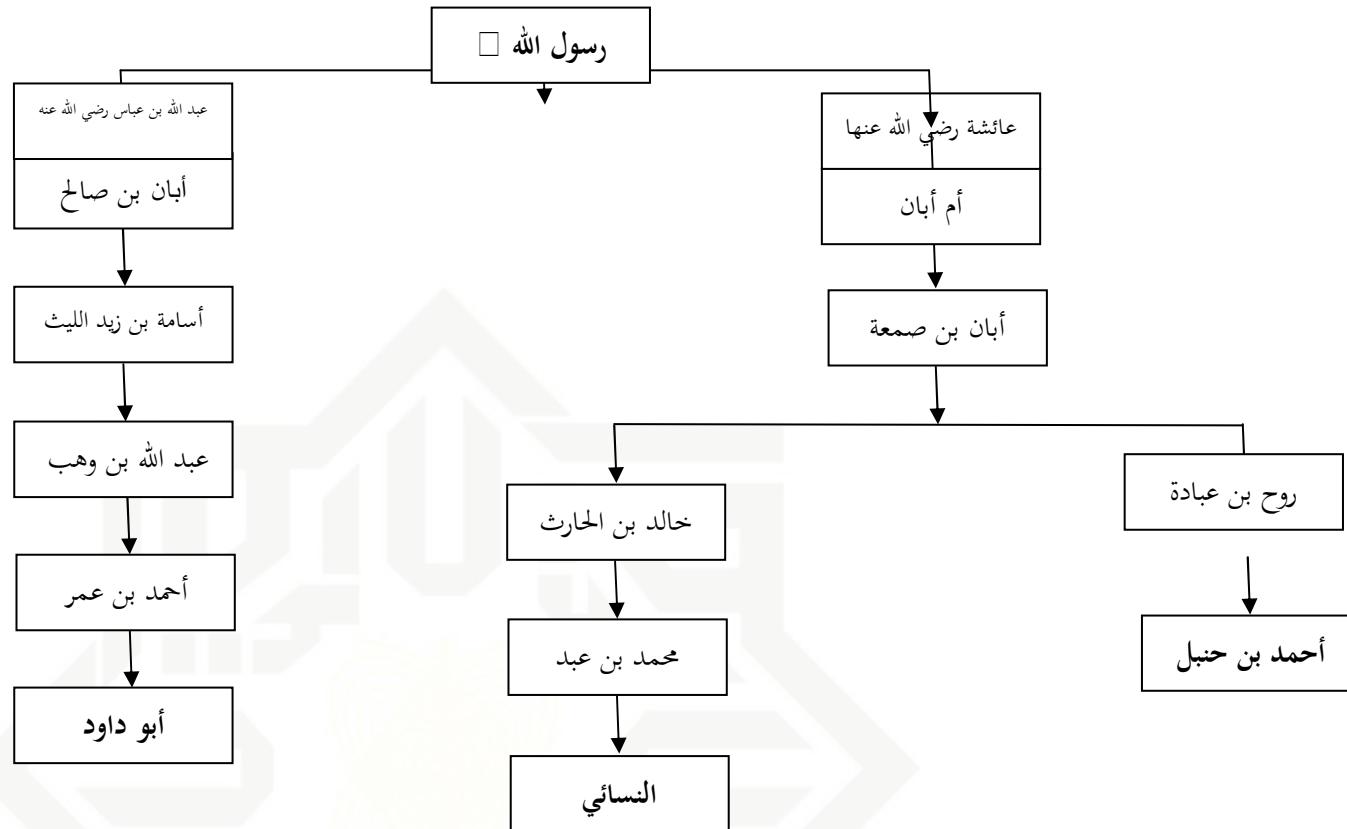 رسول الله □
عبد الله بن عباس رضي الله عنه
عائشة رضي الله عنها
أبان بن صالح
أم أبان
أسامة بن زيد الليث
أبان بن صمعة
عبد الله بن وهب
روح بن عبادة
خالد بن الحارث
أحمد بن عمر
أحمد بن حنبل
محمد بن عبد
أبو داود
النسائي